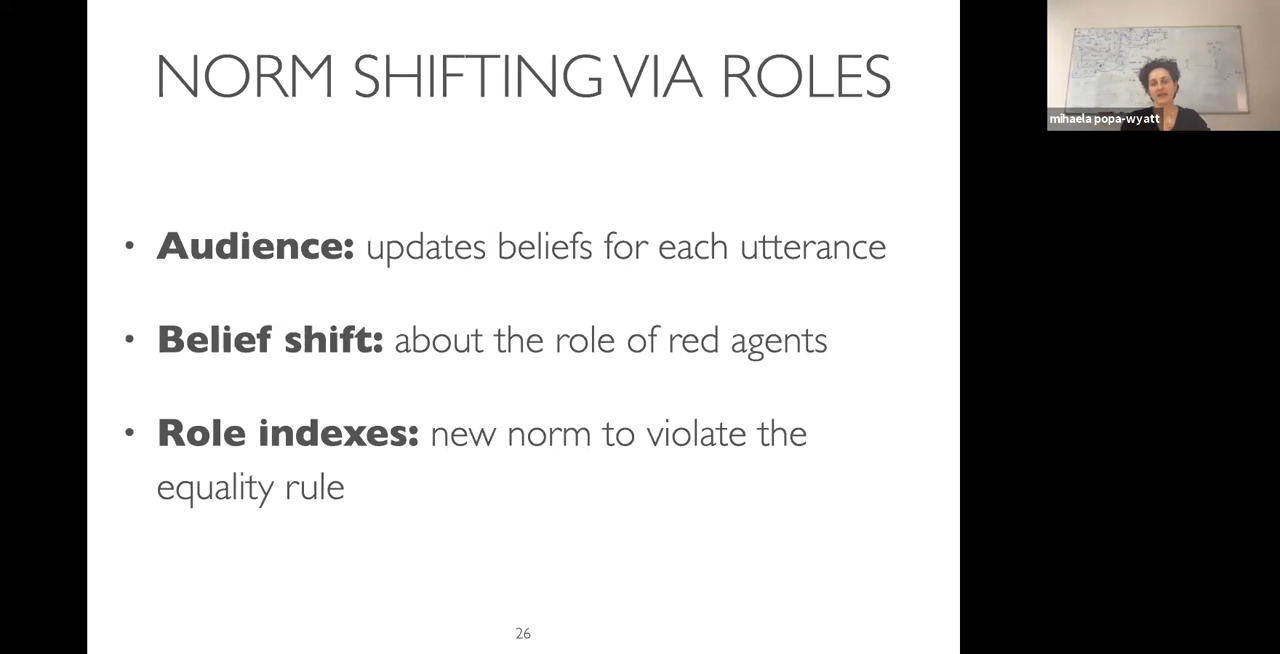 NORM SHIFTING VIA ROLES
mihaela popa-wyatt
• Audience: updates beliefs for each utterance
• Belief shift: about the role of red agents
• Role indexes: new norm to violate the
equality rule
26